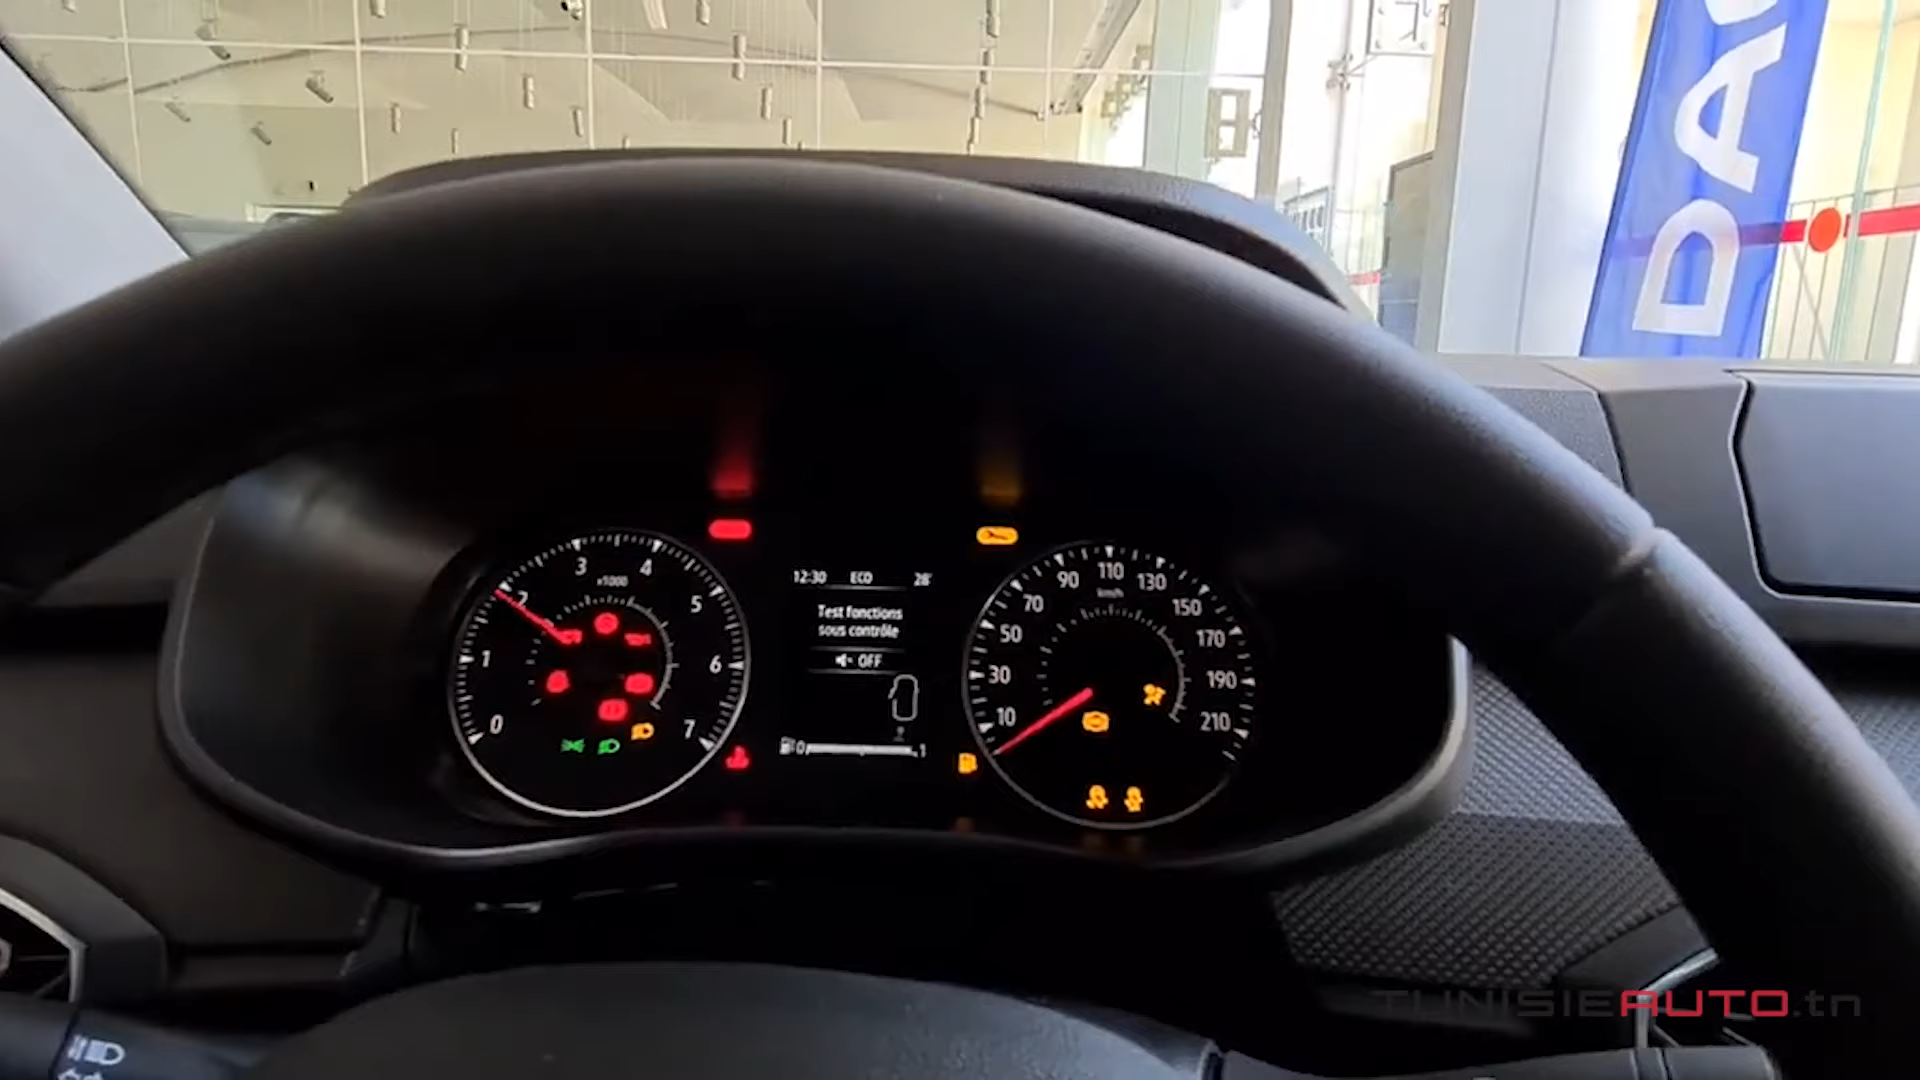 DA
12:30 ECO 28°
Test fonctions
sous contrôle
OFF
0 1
0 1 2 3 4 5 6 7
x1000
10 30 50 70 90 110 130 150 170 190 210
km/h
TUNISIEAUTO.tn